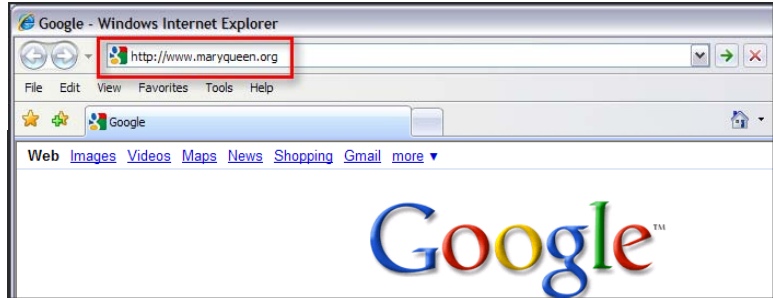 Google - Windows Internet Explorer
http://www.maryqueen.org
File Edit View Favorites Tools Help
Google
Web Images Videos Maps News Shopping Gmail more ▼
Google™